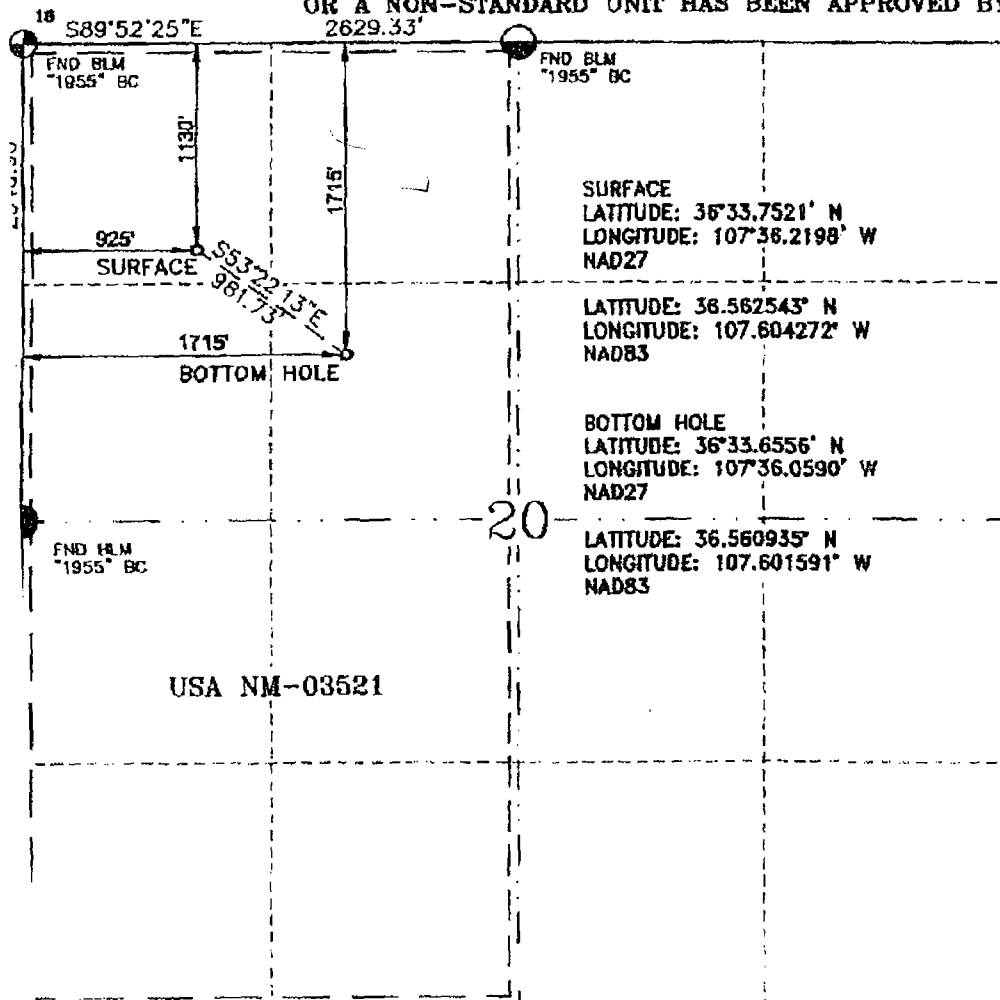 OR A NON-STANDARD UNIT HAS BEEN APPROVED BY
18
S89°52'25"E
2629.33'
FND BLM
"1955" BC
FND BLM
"1955" BC
1130'
1715'
925'
SURFACE
S53°22'13"E
981.73'
1715'
BOTTOM HOLE
SURFACE
LATITUDE: 36°33.7521' N
LONGITUDE: 107°36.2198' W
NAD27
LATITUDE: 36.562543° N
LONGITUDE: 107.604272° W
NAD83
BOTTOM HOLE
LATITUDE: 36°33.6556' N
LONGITUDE: 107°36.0590' W
NAD27
20
LATITUDE: 36.560935° N
LONGITUDE: 107.601591° W
NAD83
FND BLM
"1955" BC
USA NM-03521